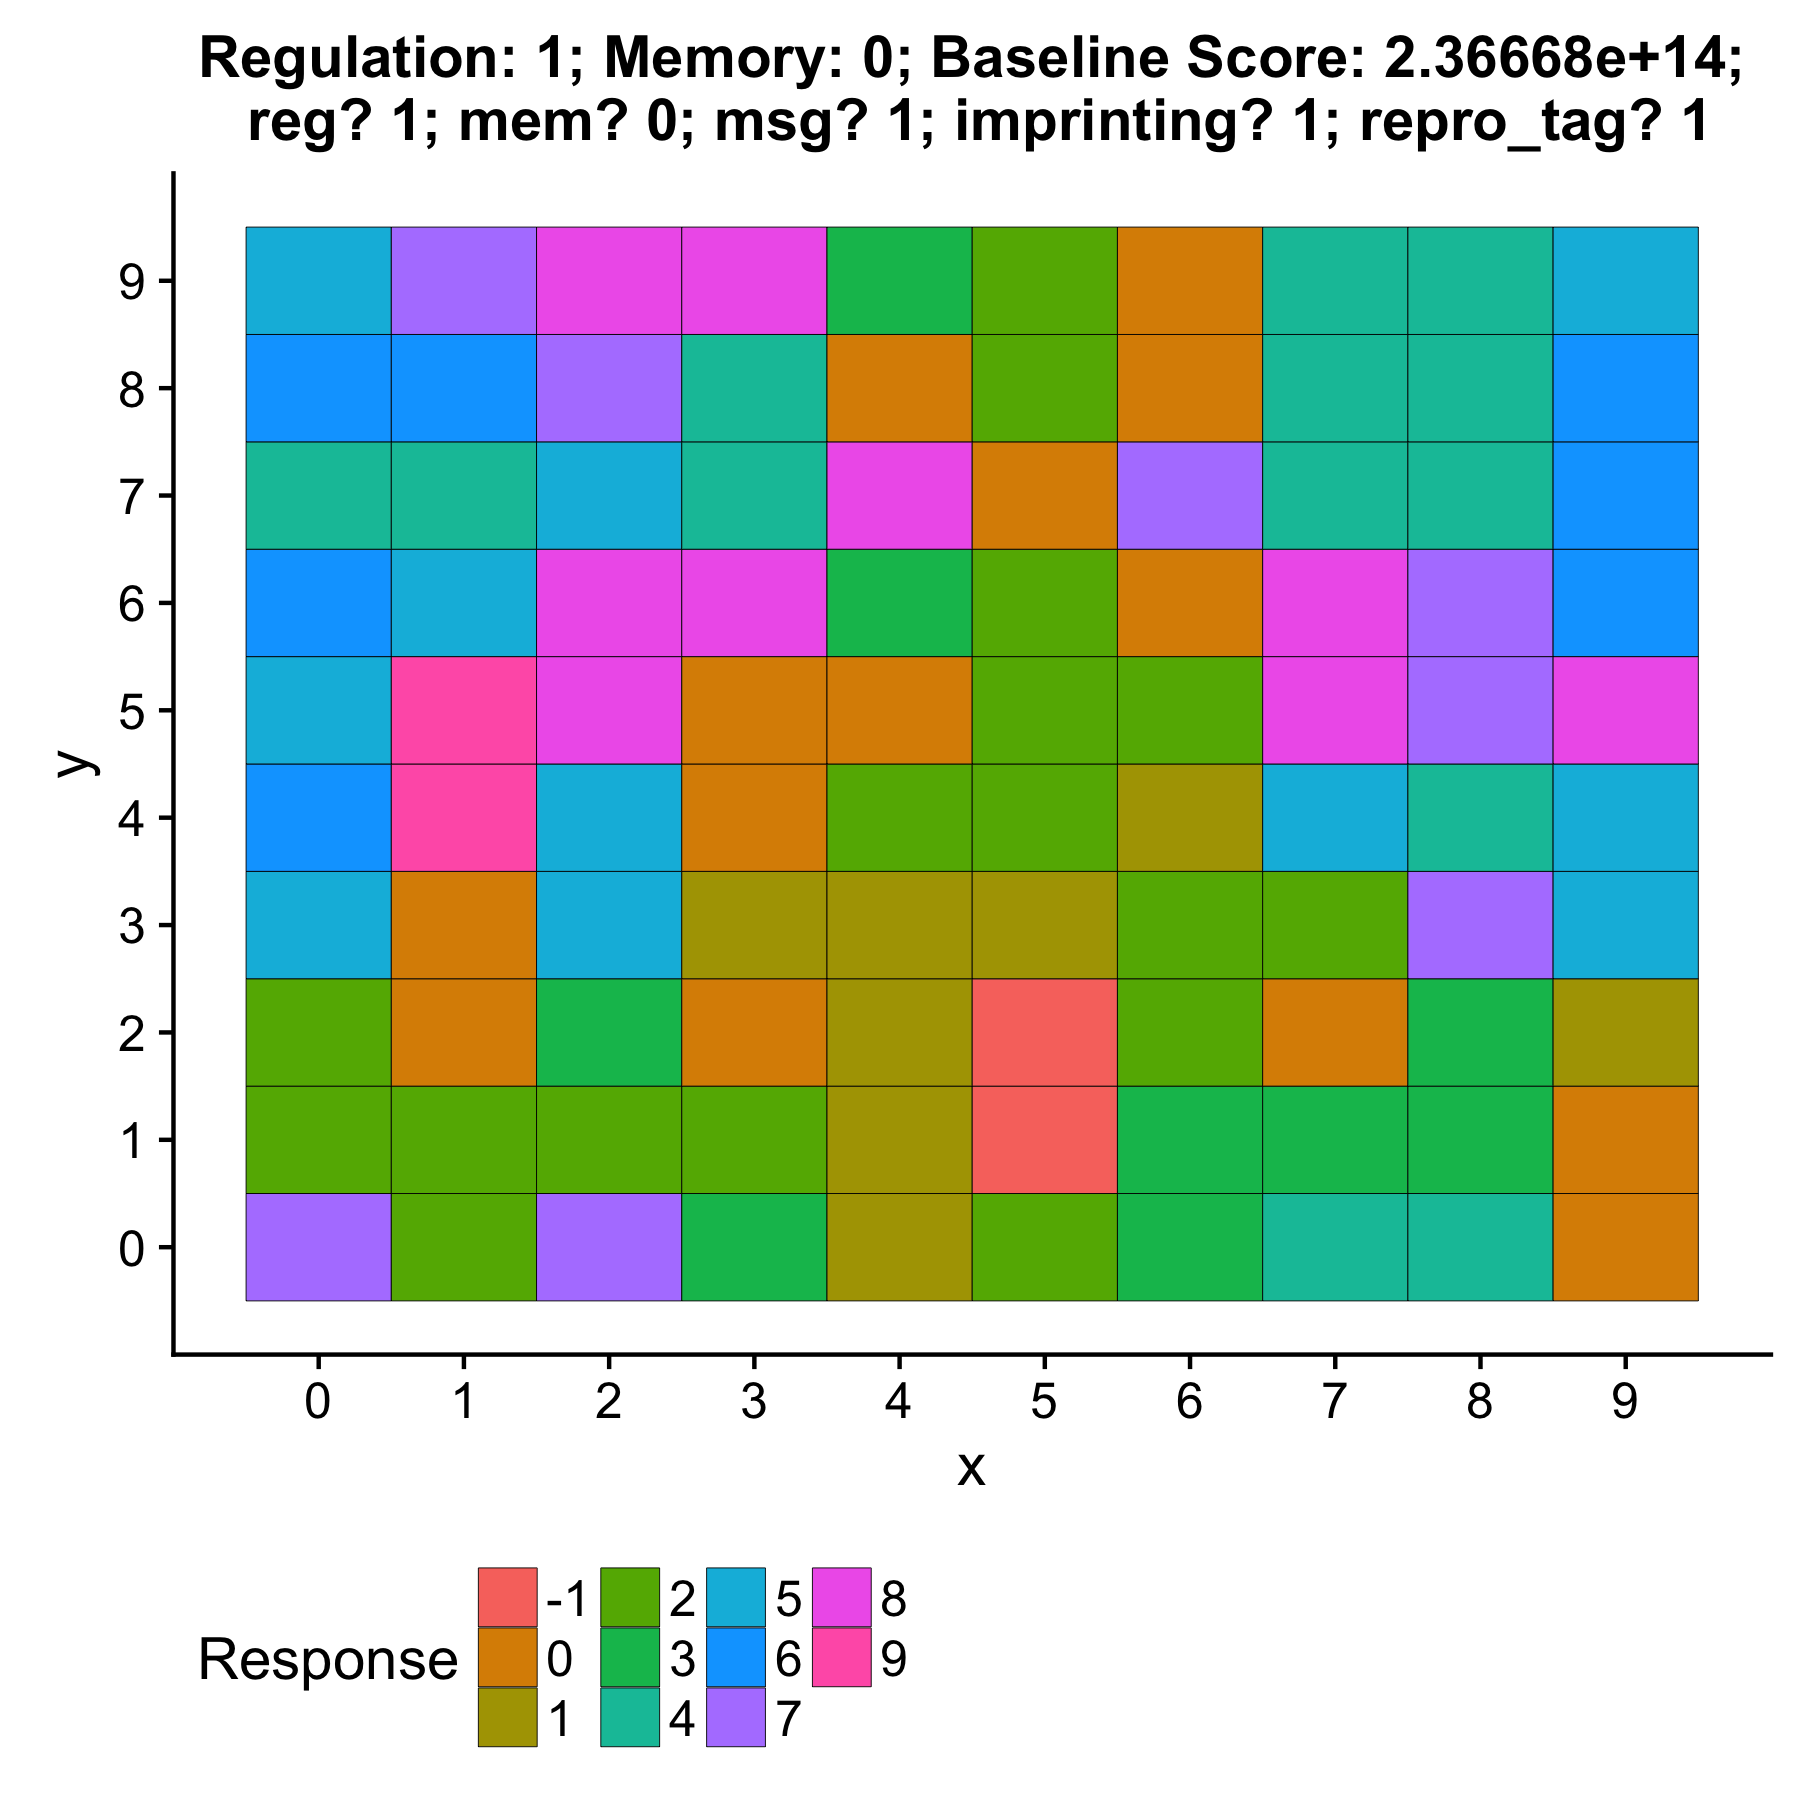 Regulation: 1; Memory: 0; Baseline Score: 2.36668e+14;
reg? 1; mem? 0; msg? 1; imprinting? 1; repro_tag? 1
9
8
7
6
5
4
3
2
1
0
y
0 1 2 3 4 5 6 7 8 9
x
Response
-1 2 5 8
0 3 6 9
1 4 7